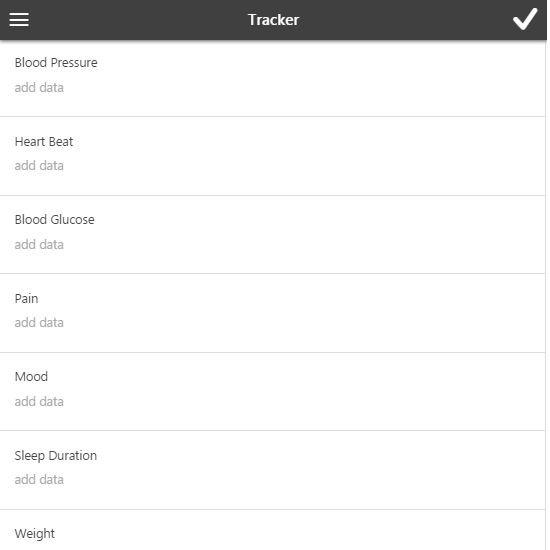 Tracker
Blood Pressure
add data
Heart Beat
add data
Blood Glucose
add data
Pain
add data
Mood
add data
Sleep Duration
add data
Weight